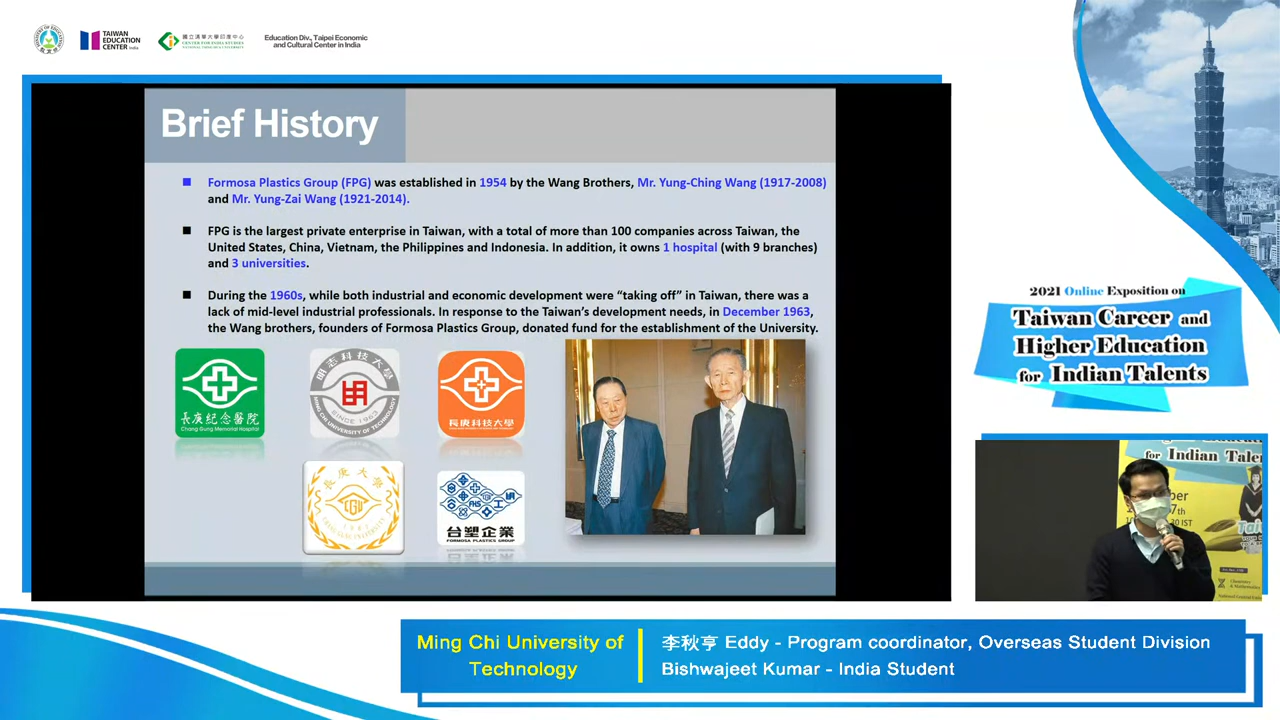 TAIWAN
EDUCATION
CENTER India
國立清華大學印度中心
CENTER FOR INDIA STUDIES
NATIONAL TSING HUA UNIVERSITY
Education Div., Taipei Economic
and Cultural Center in India
Brief History
Formosa Plastics Group (FPG) was established in 1954 by the Wang Brothers, Mr. Yung-Ching Wang (1917-2008)
and Mr. Yung-Zai Wang (1921-2014).
FPG is the largest private enterprise in Taiwan, with a total of more than 100 companies across Taiwan, the
United States, China, Vietnam, the Philippines and Indonesia. In addition, it owns 1 hospital (with 9 branches)
and 3 universities.
During the 1960s, while both industrial and economic development were “taking off” in Taiwan, there was a
lack of mid-level industrial professionals. In response to the Taiwan’s development needs, in December 1963,
the Wang brothers, founders of Formosa Plastics Group, donated fund for the establishment of the University.
長庚紀念醫院
Chang Gung Memorial Hospital
明志科技大學
明
SINCE 1963
MING CHI UNIVERSITY OF TECHNOLOGY
長庚科技大學
長庚大學
CGU
1987
CHANG GUNG UNIVERSITY
台塑企業
FORMOSA PLASTICS GROUP
2021 Online Exposition on
Taiwan Career and
Higher Education
for Indian Talents
for Indian Talen
Ming Chi University of
Technology
李秋亨 Eddy - Program coordinator, Overseas Student Division
Bishwajeet Kumar - India Student